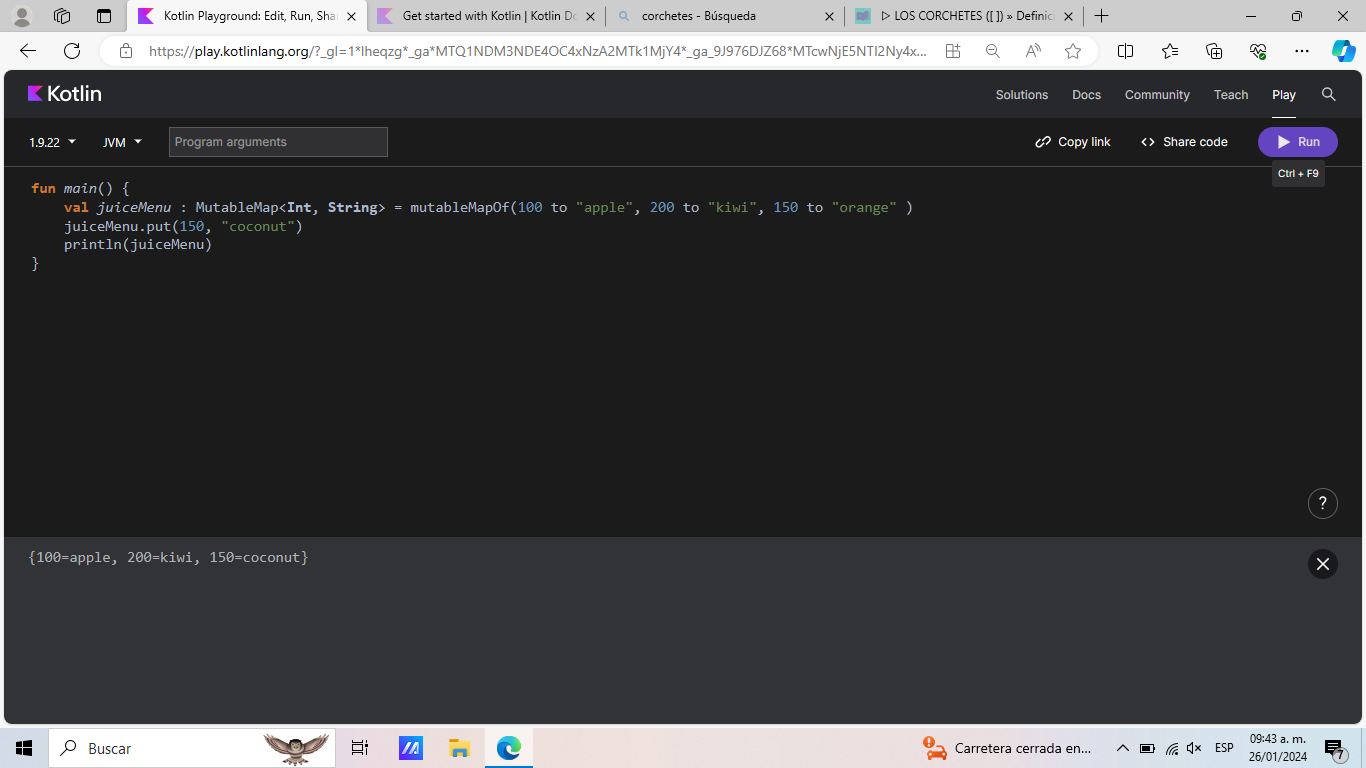 Kotlin Playground: Edit, Run, Shar
Get started with Kotlin | Kotlin Do
corchetes - Búsqueda
▷ LOS CORCHETES ([ ]) » Definici
https://play.kotlinlang.org/?_gl=1*lheqzg*_ga*MTQ1NDM3NDE4OC4xNzA2MTk1MjY4*_ga_9J976DJZ68*MTcwNjE5NTI2Ny4x...
Kotlin
Solutions
Docs
Community
Teach
Play
1.9.22
JVM
Program arguments
Copy link
Share code
Run
Ctrl + F9
fun main() {
    val juiceMenu : MutableMap<Int, String> = mutableMapOf(100 to "apple", 200 to "kiwi", 150 to "orange" )
    juiceMenu.put(150, "coconut")
    println(juiceMenu)
}
?
{100=apple, 200=kiwi, 150=coconut}
Buscar
Carretera cerrada en...
ESP
09:43 a. m.
26/01/2024
7